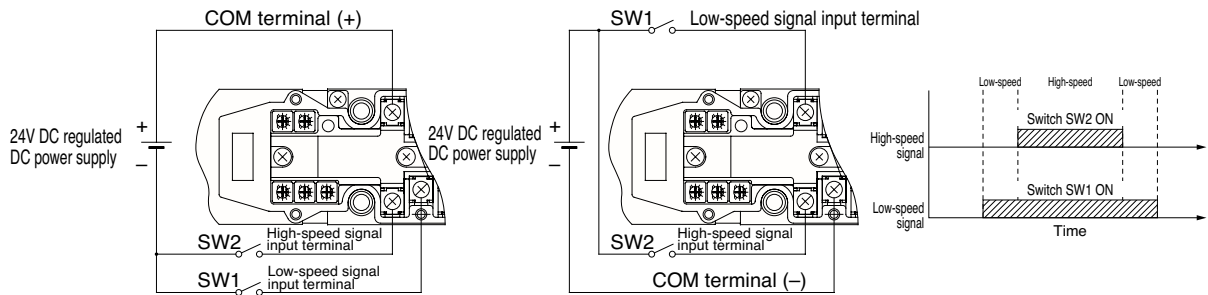 COM terminal (+)
24V DC regulated
DC power supply
+
–
SW2
High-speed signal
input terminal
SW1
Low-speed signal
input terminal
SW1
Low-speed signal input terminal
24V DC regulated
DC power supply
+
–
SW2
High-speed signal
input terminal
COM terminal (–)
Low-speed
High-speed
Low-speed
Switch SW2 ON
High-speed
signal
Switch SW1 ON
Low-speed
signal
Time